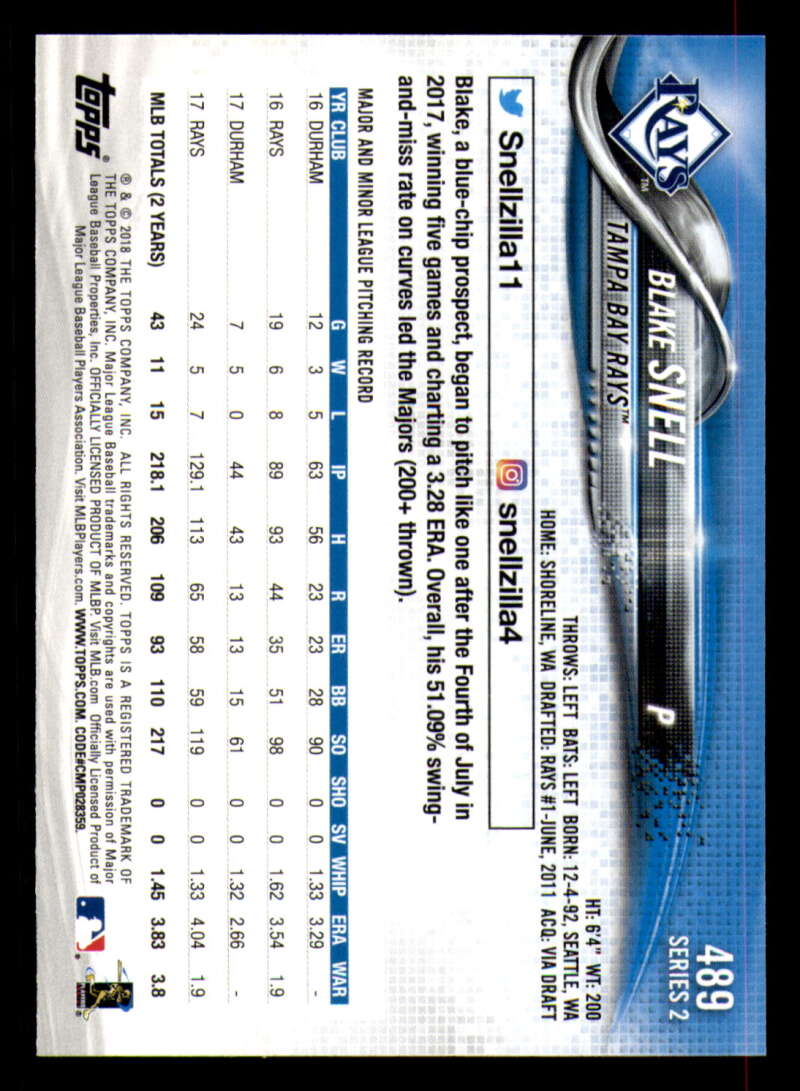 489
SERIES 2
RAYS
TM
BLAKE SNELL
P
TAMPA BAY RAYS™
HT: 6'4" WT: 200
THROWS: LEFT BATS: LEFT BORN: 12-4-92, SEATTLE, WA
HOME: SHORELINE, WA DRAFTED: RAYS #1-JUNE, 2011 ACQ: VIA DRAFT
Snellzilla11 snellzilla4
Blake, a blue-chip prospect, began to pitch like one after the Fourth of July in
2017, winning five games and charting a 3.28 ERA. Overall, his 51.09% swing-
and-miss rate on curves led the Majors (200+ thrown).
MAJOR AND MINOR LEAGUE PITCHING RECORD
YR CLUB G W L IP H R ER BB SO SHO SV WHIP ERA WAR
16 DURHAM 12 3 5 63 56 23 23 28 90 0 0 1.33 3.29 -
16 RAYS 19 6 8 89 93 44 35 51 98 0 0 1.62 3.54 1.9
17 DURHAM 7 5 0 44 43 13 13 15 61 0 0 1.32 2.66 -
17 RAYS 24 5 7 129.1 113 65 58 59 119 0 0 1.33 4.04 1.9
MLB TOTALS (2 YEARS) 43 11 15 218.1 206 109 93 110 217 0 0 1.45 3.83 3.8
topps®
® & © 2018 THE TOPPS COMPANY, INC. ALL RIGHTS RESERVED. TOPPS IS A REGISTERED TRADEMARK OF
THE TOPPS COMPANY, INC. Major League Baseball trademarks and copyrights are used with permission of Major
League Baseball Properties, Inc. OFFICIALLY LICENSED PRODUCT OF MLBP. Visit MLB.com Officially Licensed Product of
Major League Baseball Players Association. Visit MLBPlayers.com. WWW.TOPPS.COM. CODE#CMP028359.